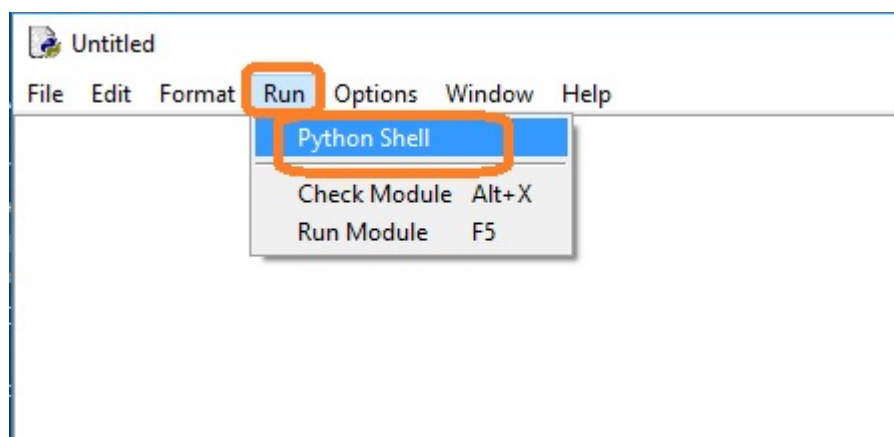 Untitled
File Edit Format Run Options Window Help
Python Shell
Check Module Alt+X
Run Module F5